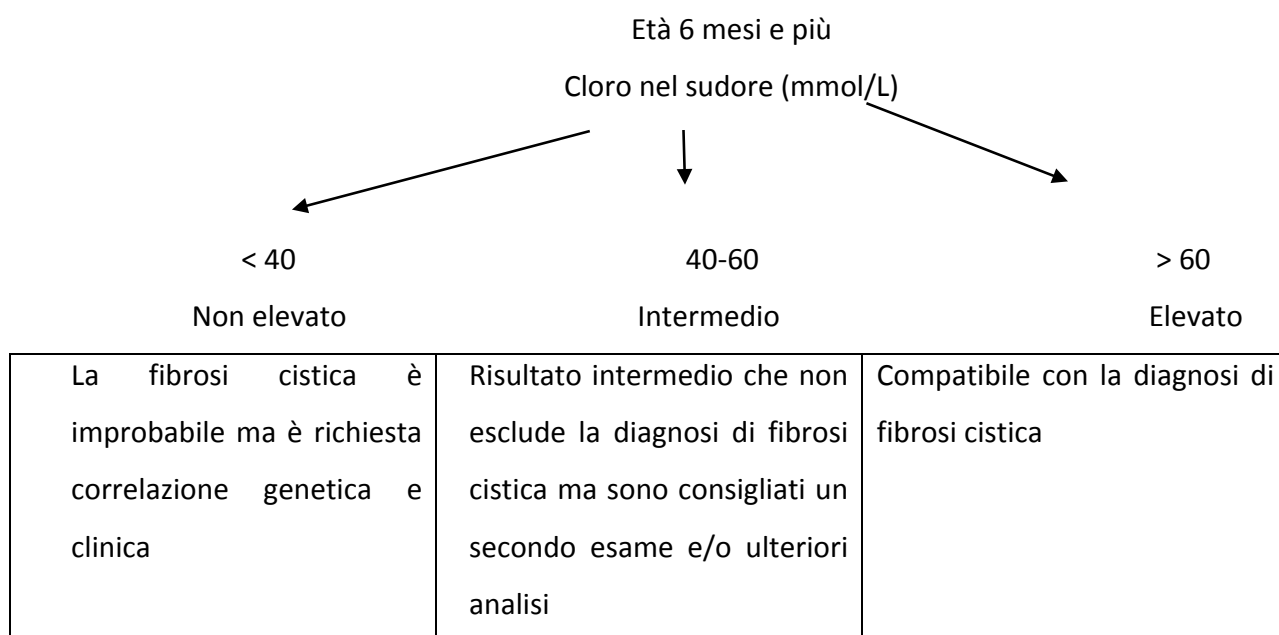 Età 6 mesi e più
Cloro nel sudore (mmol/L)
< 40
40-60
> 60
Non elevato
Intermedio
Elevato
La fibrosi cistica è
improbabile ma è richiesta
correlazione genetica e
clinica
Risultato intermedio che non
esclude la diagnosi di fibrosi
cistica ma sono consigliati un
secondo esame e/o ulteriori
analisi
Compatibile con la diagnosi di
fibrosi cistica